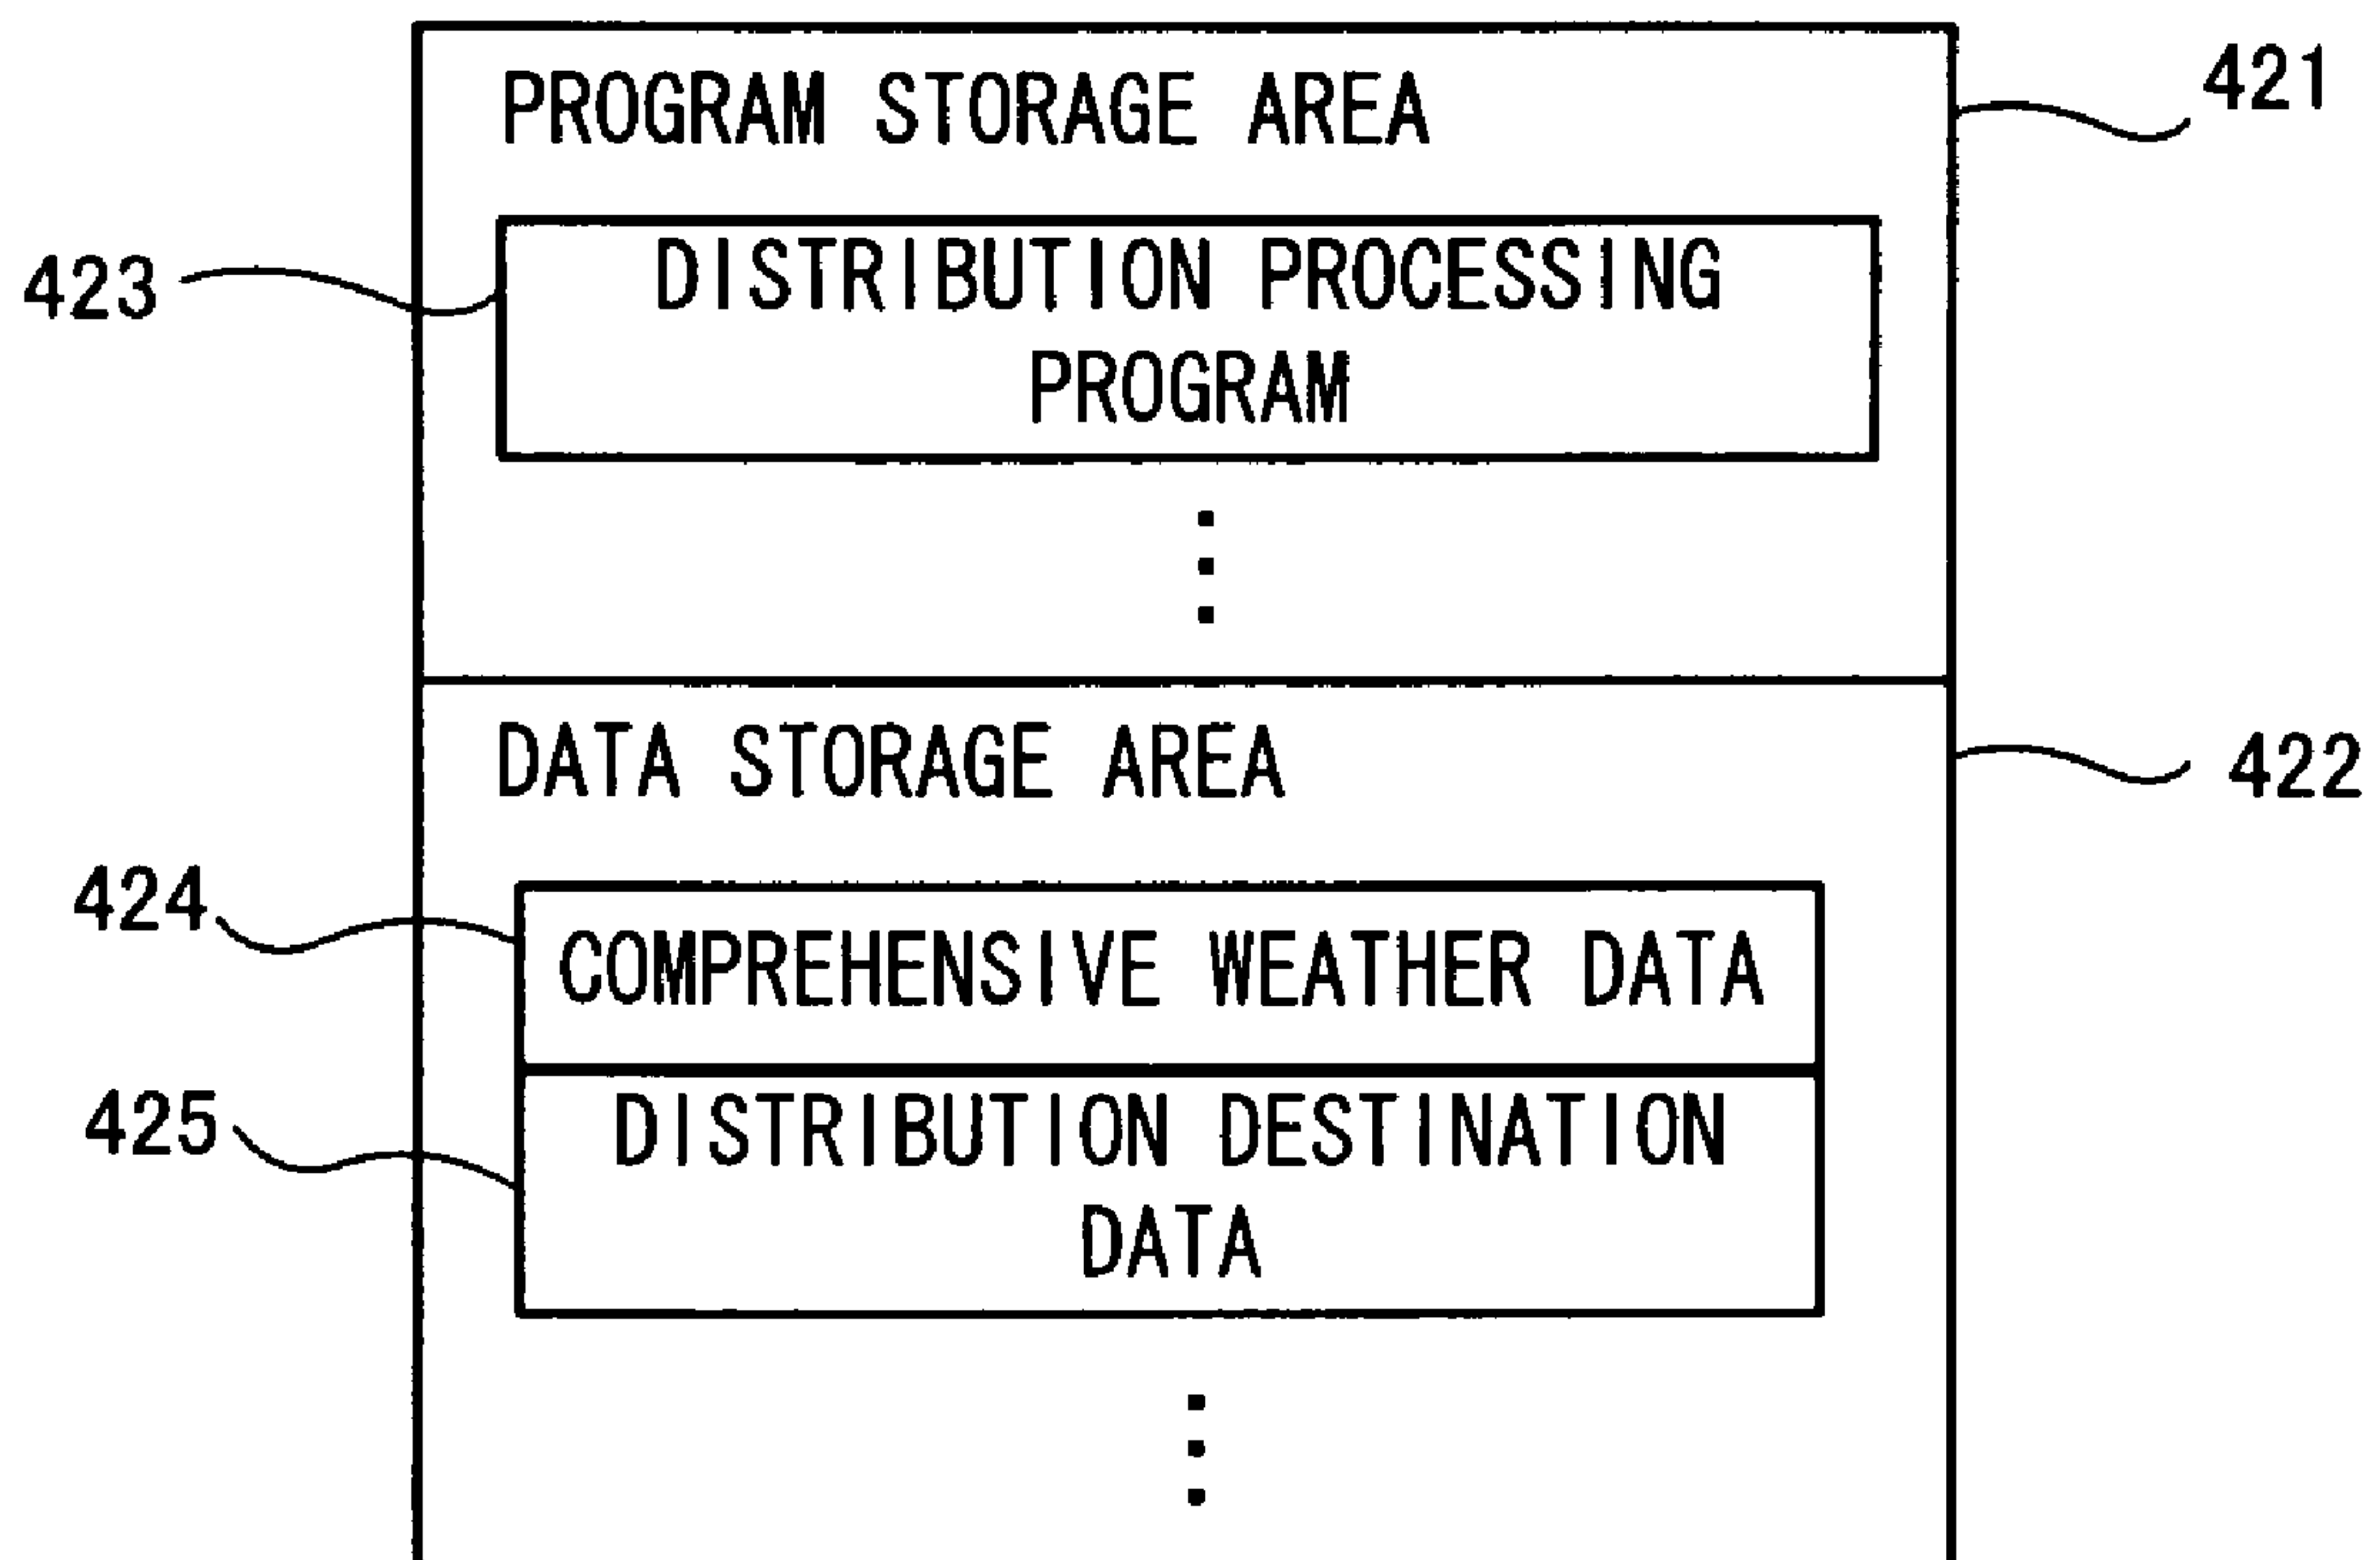 PROGRAM STORAGE AREA
421
423
DISTRIBUTION PROCESSING
PROGRAM
DATA STORAGE AREA
422
424
COMPREHENSIVE WEATHER DATA
425
DISTRIBUTION DESTINATION
DATA